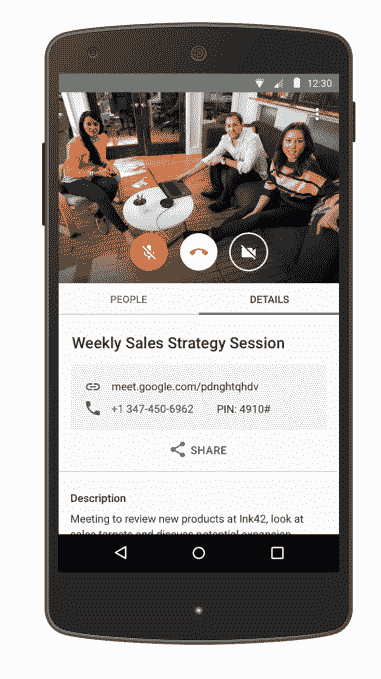 12:30
PEOPLE DETAILS
Weekly Sales Strategy Session
meet.google.com/pdnghtqhdv
+1 347-450-6962 PIN: 4910#
SHARE
Description
Meeting to review new products at Ink42, look at
sales targets and discuss potential expansion